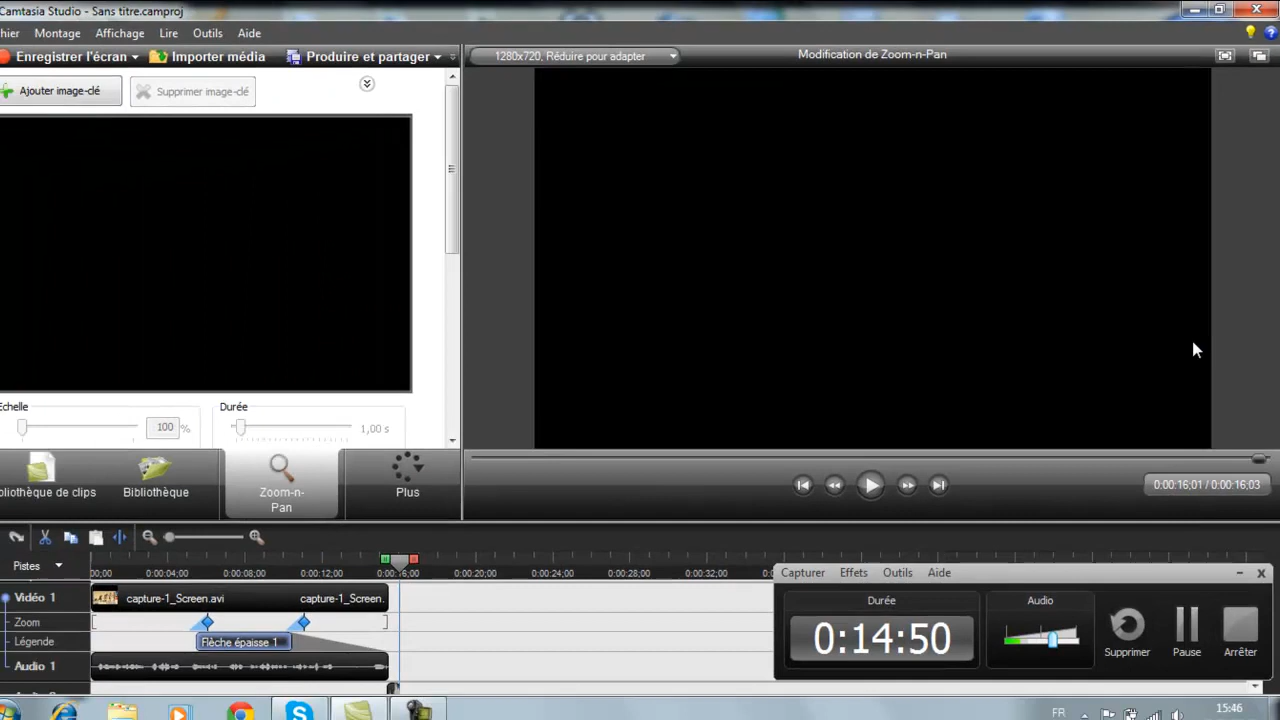 Camtasia Studio - Sans titre.camproj
hier Montage Affichage Lire Outils Aide
Enregistrer l'écran Importer média Produire et partager
1280x720, Réduire pour adapter
Modification de Zoom-n-Pan
Ajouter image-clé Supprimer image-clé
Echelle Durée
100 % 1,00 s
bliothèque de clips Bibliothèque Zoom-n-Pan Plus
0:00:16,01 / 0:00:16,03
Pistes
00;00 0:00:04;00 0:00:08;00 0:00:12;00 0:00:16;00 0:00:20;00 0:00:24;00 0:00:28;00 0:00:32;00 0:0
Vidéo 1 capture-1_Screen.avi capture-1_Screen.
Zoom
Légende Flèche épaisse 1
Audio 1
Capturer Effets Outils Aide
Durée Audio
0:14:50
Supprimer Pause Arrêter
FR 15:46